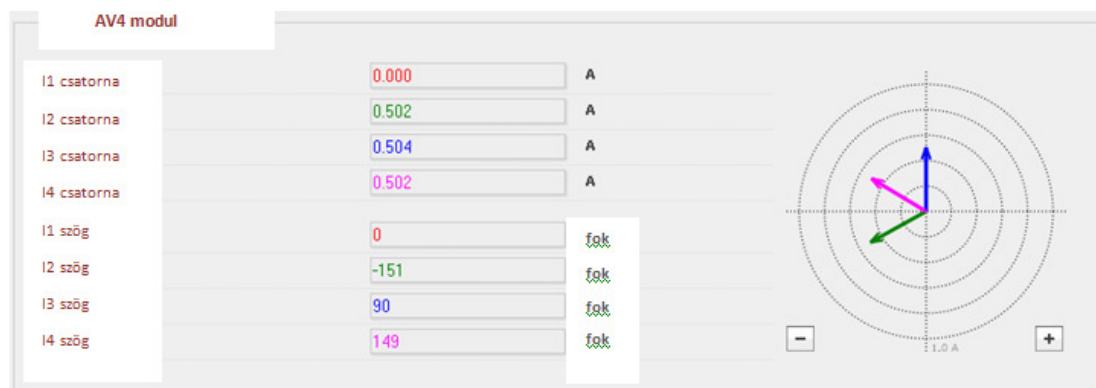 AV4 modul
I1 csatorna 0.000 A
I2 csatorna 0.502 A
I3 csatorna 0.504 A
I4 csatorna 0.502 A
I1 szög 0 fok
I2 szög -151 fok
I3 szög 90 fok
I4 szög 149 fok
- 1.0 A +